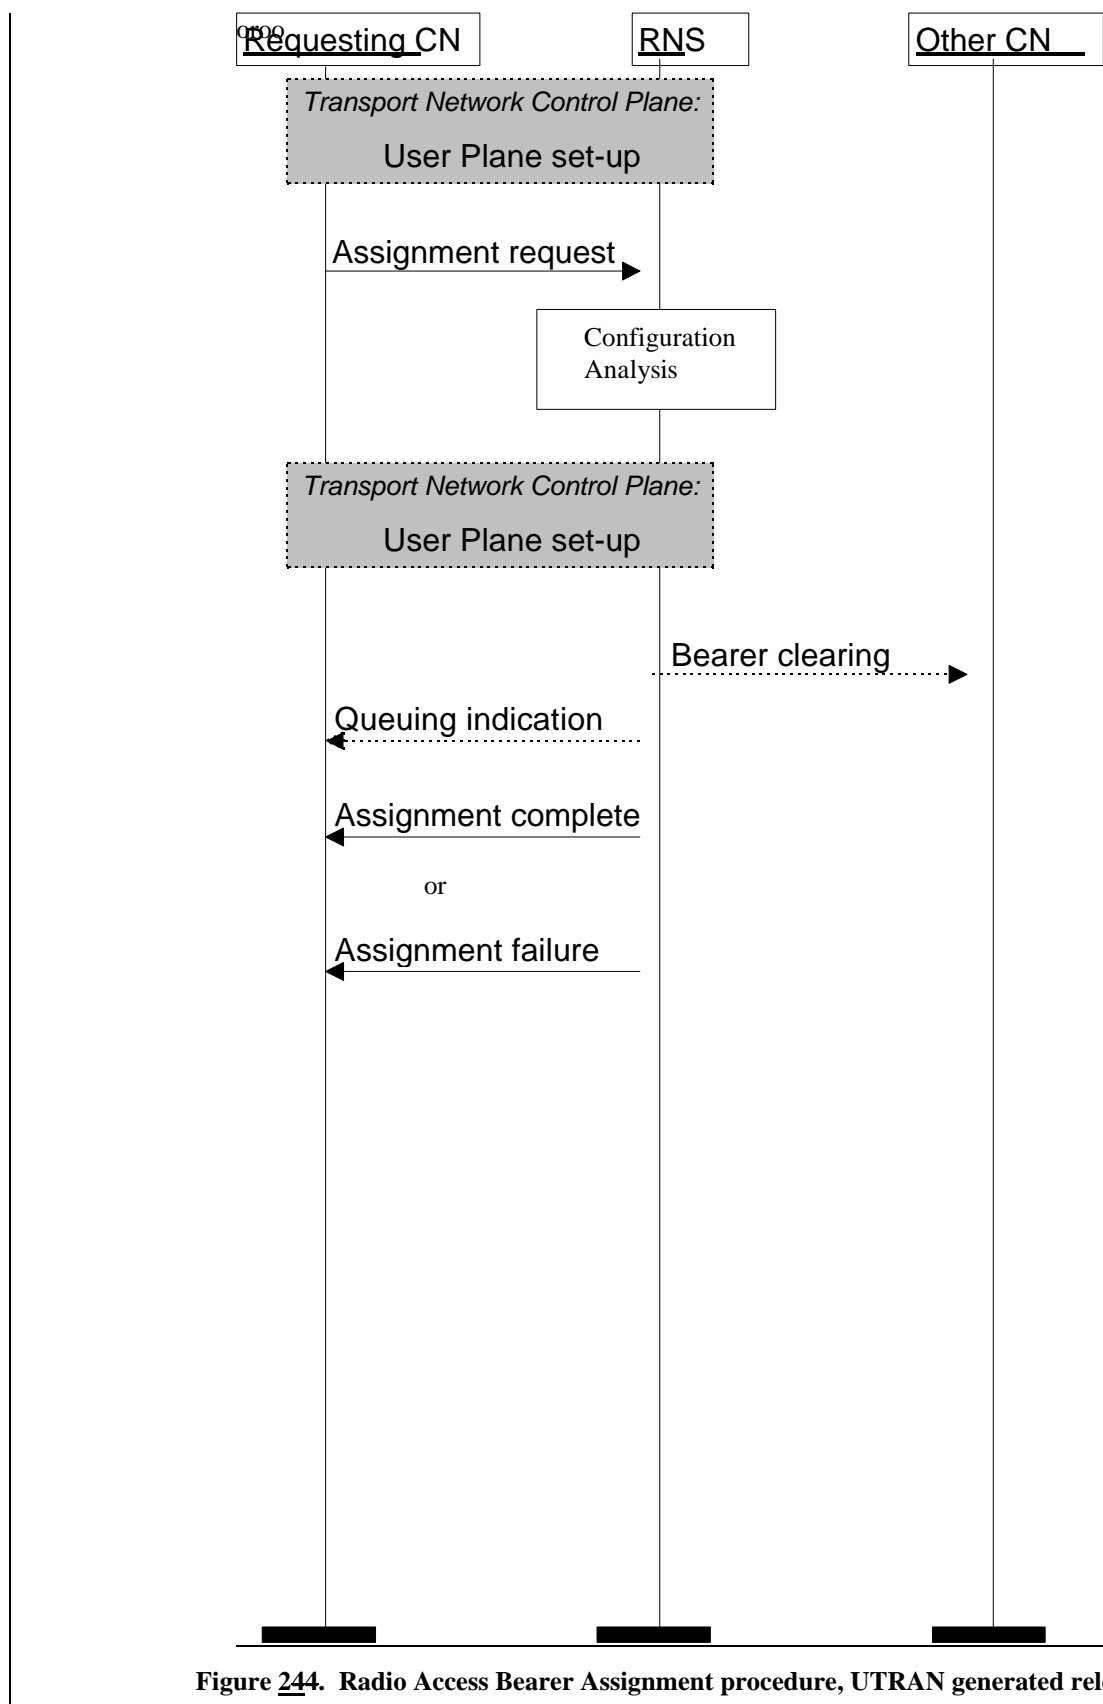 Requesting CN
RNS
Other CN
Transport Network Control Plane:
User Plane set-up
Assignment request
Configuration
Analysis
Transport Network Control Plane:
User Plane set-up
Bearer clearing
Queuing indication
Assignment complete
or
Assignment failure
Figure 244. Radio Access Bearer Assignment procedure, UTRAN generated rel